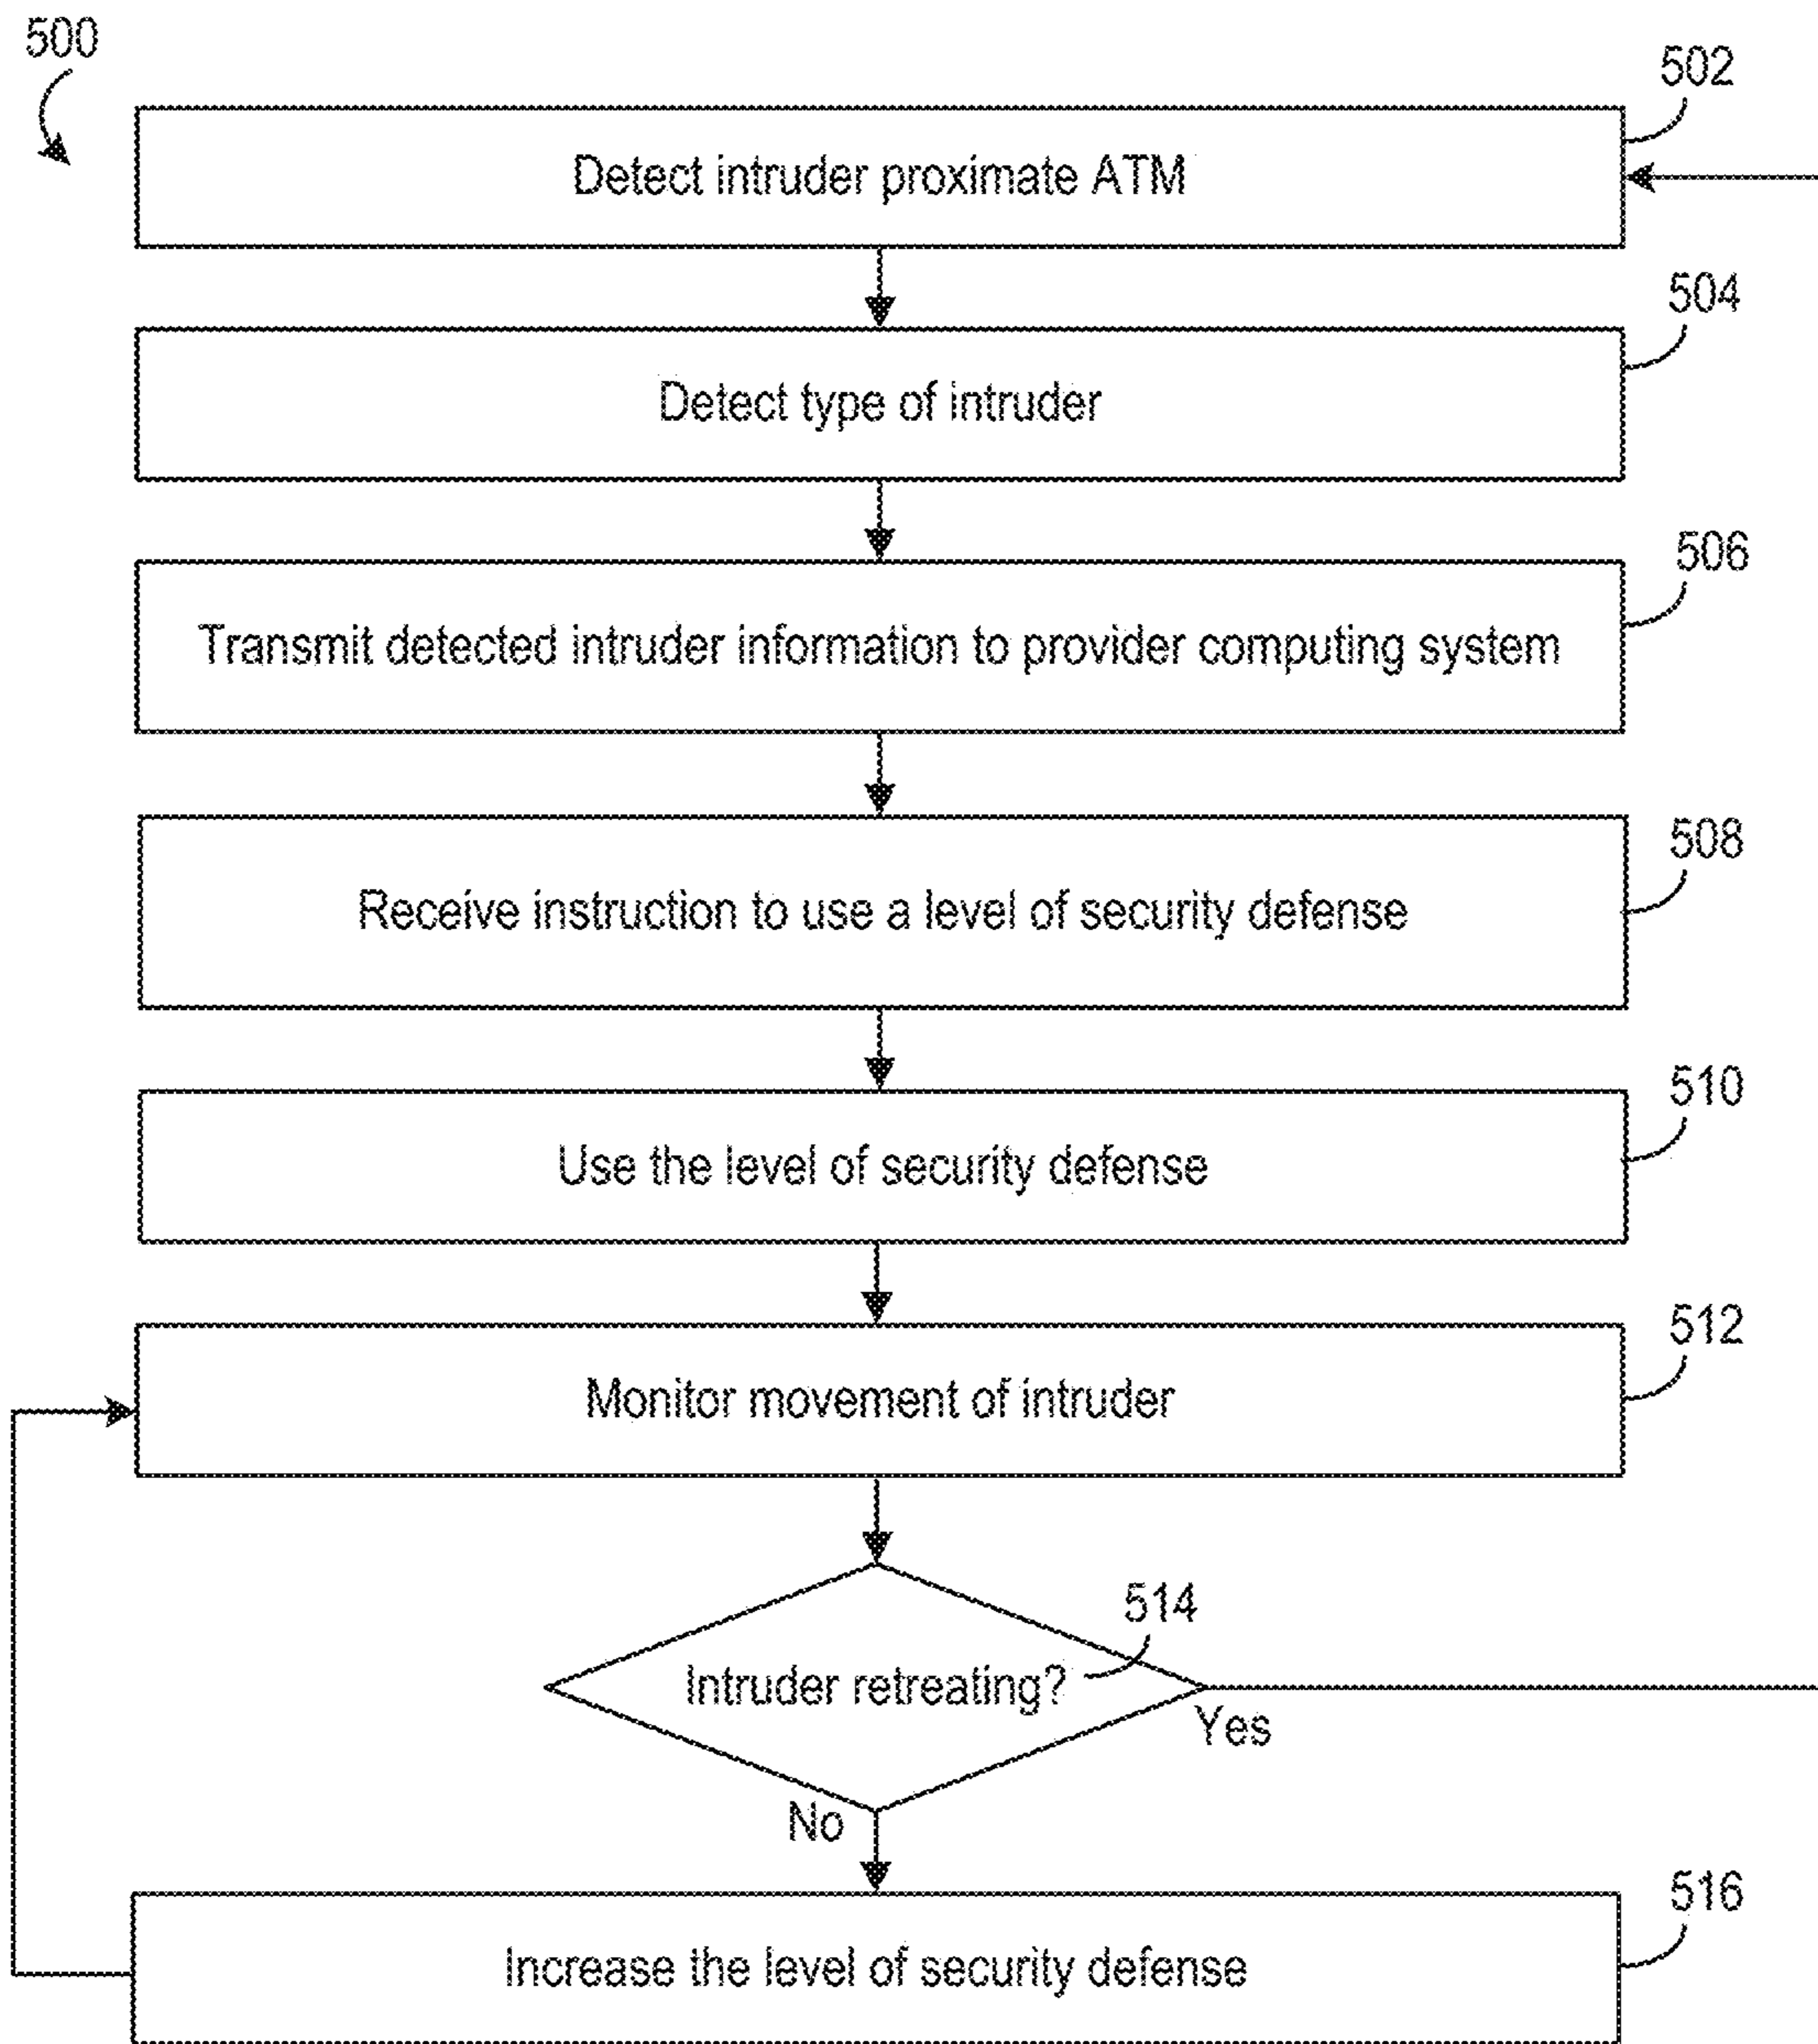 500
502
Detect intruder proximate ATM
504
Detect type of intruder
506
Transmit detected intruder information to provider computing system
508
Receive instruction to use a level of security defense
510
Use the level of security defense
512
Monitor movement of intruder
514
Intruder retreating?
Yes
No
516
Increase the level of security defense